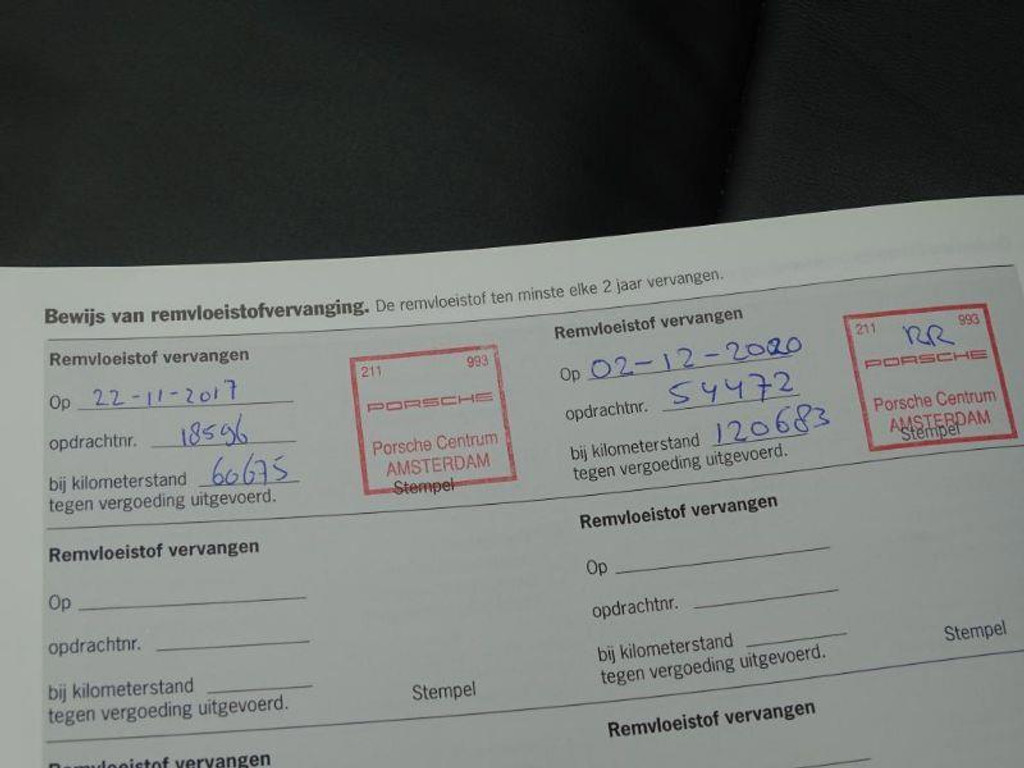 Bewijs van remvloeistofvervanging. De remvloeistof ten minste elke 2 jaar vervangen.
Remvloeistof vervangen
Op 22-11-2017
opdrachtnr. 18596
bij kilometerstand 60675
tegen vergoeding uitgevoerd.
211 993
PORSCHE
Porsche Centrum
AMSTERDAM
Stempel
Remvloeistof vervangen
Op 02-12-2020
opdrachtnr. 54472
bij kilometerstand 120683
tegen vergoeding uitgevoerd.
211 RR 993
PORSCHE
Porsche Centrum
AMSTERDAM
Stempel
Remvloeistof vervangen
Op
opdrachtnr.
bij kilometerstand
tegen vergoeding uitgevoerd.
Stempel
Remvloeistof vervangen
Op
opdrachtnr.
bij kilometerstand
tegen vergoeding uitgevoerd.
Stempel
Remvloeistof vervangen
Remvloeistof vervangen